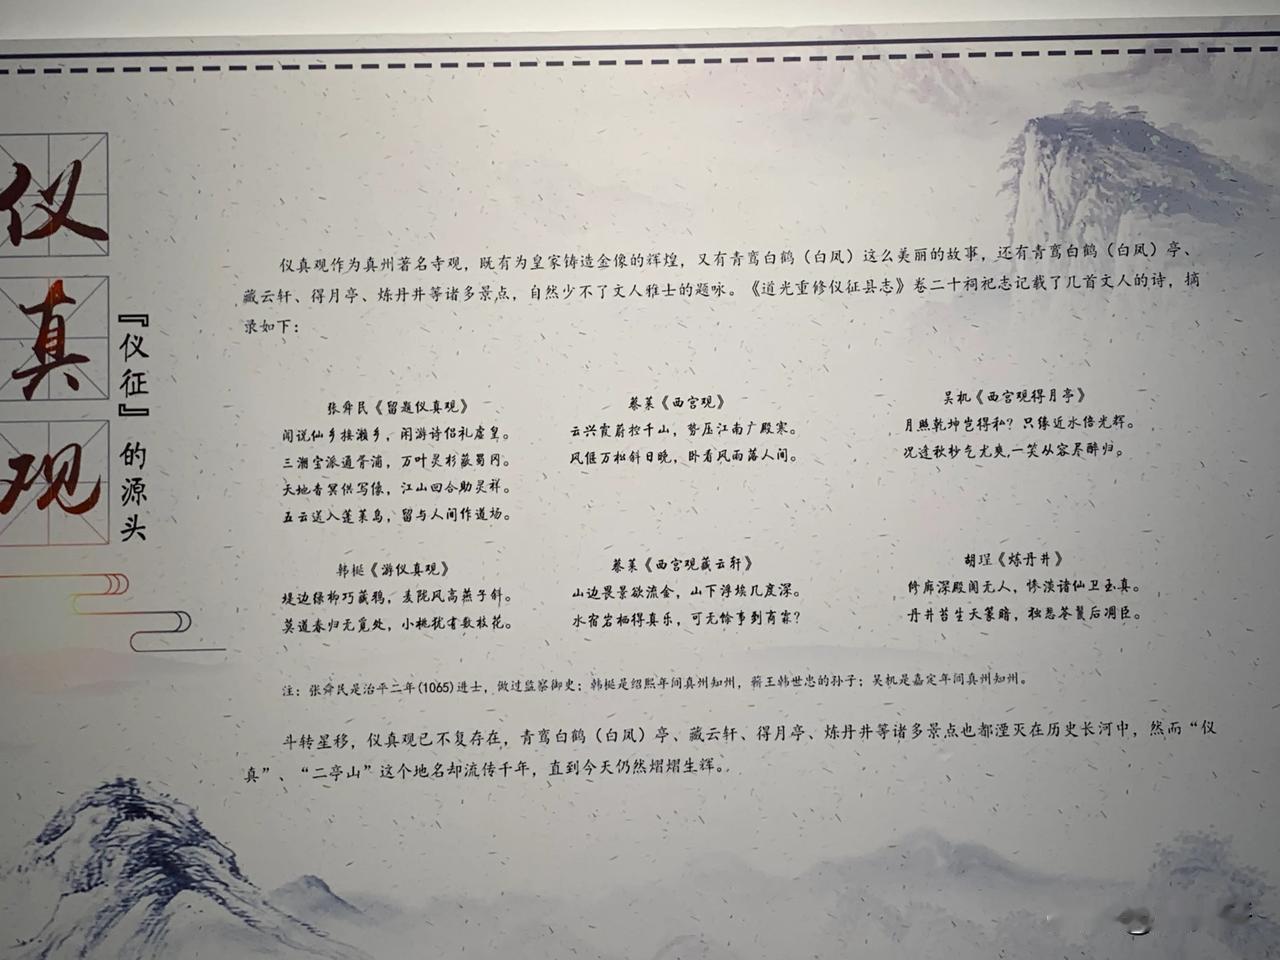 仪真观
『仪征』的源头
仪真观作为真州著名寺观，既有为皇家铸造金像的辉煌，又有青鸾白鹤（白凤）这么美丽的故事，还有青鸾白鹤（白凤）亭、
藏云轩、得月亭、炼丹井等诸多景点，自然少不了文人雅士的题咏。《道光重修仪征县志》卷二十祠祀志记载了几首文人的诗，摘
录如下：
张舜民《留题仪真观》
闻说仙乡接濑乡，闲游诗侣礼虚皇。
三湘宝派通胥浦，万叶灵杉蔽蜀冈。
天地杳冥供写像，江山回合助灵祥。
五云送入蓬莱岛，留与人间作道场。
蔡莱《西宫观》
云兴霞蔚控千山，势压江南广殿寒。
风偃万松斜日晚，卧看风雨落人间。
吴机《西宫观得月亭》
月照乾坤岂得私？只缘近水倍光辉。
况逢秋杪气尤爽，一笑从容尽醉归。
韩梴《游仪真观》
堤边绿柳巧藏鸦，麦陇风高燕子斜。
莫道春归无觅处，小桃犹有数枝花。
蔡莱《西宫观藏云轩》
山边畏景欲流金，山下浮埃几度深。
水宿岩栖得真乐，可无馀事到商霖？
胡珵《炼丹井》
修廊深殿阒无人，惨淡诸仙卫玉真。
丹井苔生天篆暗，独惹苍鬓后凋臣。
注：张舜民是治平二年(1065)进士，做过监察御史；韩梴是绍熙年间真州知州，蕲王韩世忠的孙子；吴机是嘉定年间真州知州。
斗转星移，仪真观已不复存在，青鸾白鹤（白凤）亭、藏云轩、得月亭、炼丹井等诸多景点也都湮灭在历史长河中，然而“仪
真”、“二亭山”这个地名却流传千年，直到今天仍然熠熠生辉。